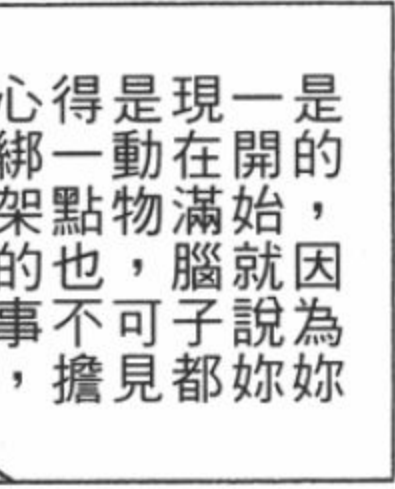 是的，因為妳
一開始就說妳
現在滿腦子都
是動物，可見
得一點也不擔
心綁架的事，